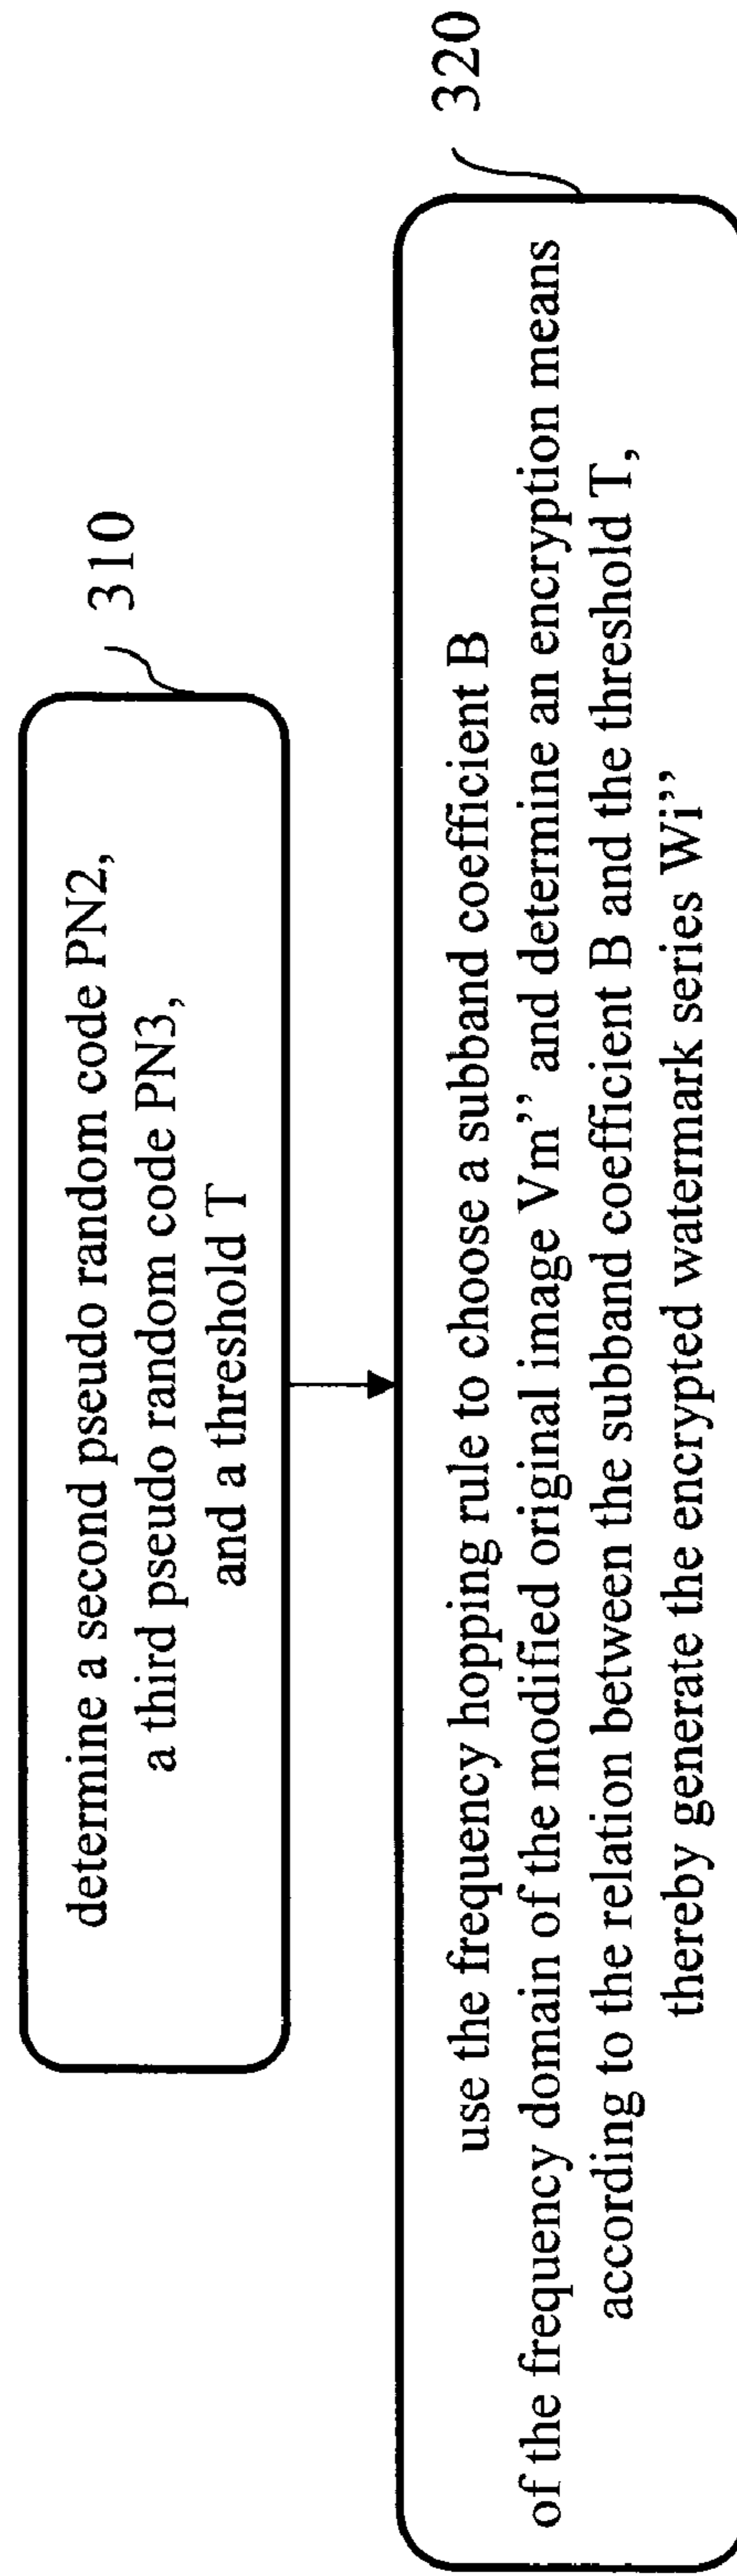 determine a second pseudo random code PN2,
a third pseudo random code PN3,
and a threshold T
310
use the frequency hopping rule to choose a subband coefficient B
of the frequency domain of the modified original image Vm’’ and determine an encryption means
according to the relation between the subband coefficient B and the threshold T,
thereby generate the encrypted watermark series Wi’’
320